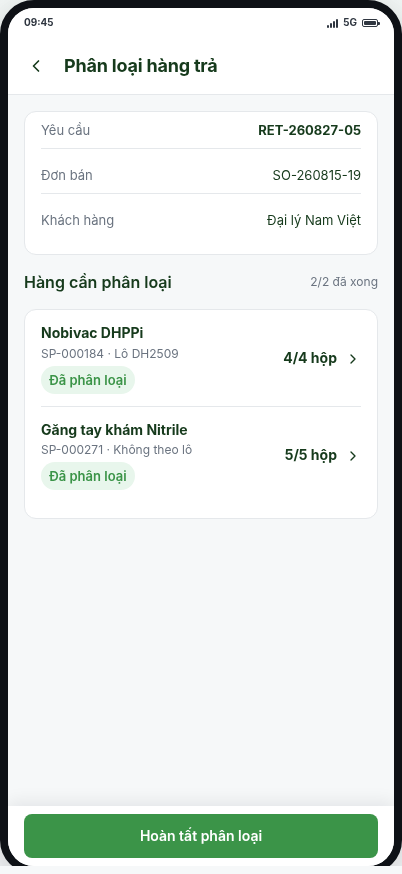 09:45
5G
Phân loại hàng trả
Yêu cầu
RET-260827-05
Đơn bán
SO-260815-19
Khách hàng
Đại lý Nam Việt
Hàng cần phân loại
2/2 đã xong
Nobivac DHPPi
SP-000184 · Lô DH2509
Đã phân loại
4/4 hộp
Găng tay khám Nitrile
SP-000271 · Không theo lô
Đã phân loại
5/5 hộp
Hoàn tất phân loại